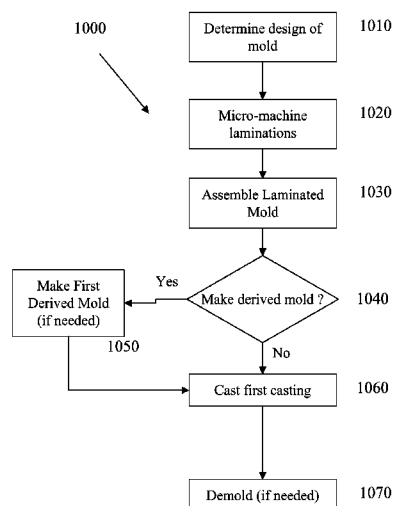 1000
Determine design of
mold
1010
Micro-machine
laminations
1020
Assemble Laminated
Mold
1030
Make derived mold ?
1040
Yes
Make First
Derived Mold
(if needed)
1050
No
Cast first casting
1060
Demold (if needed)
1070